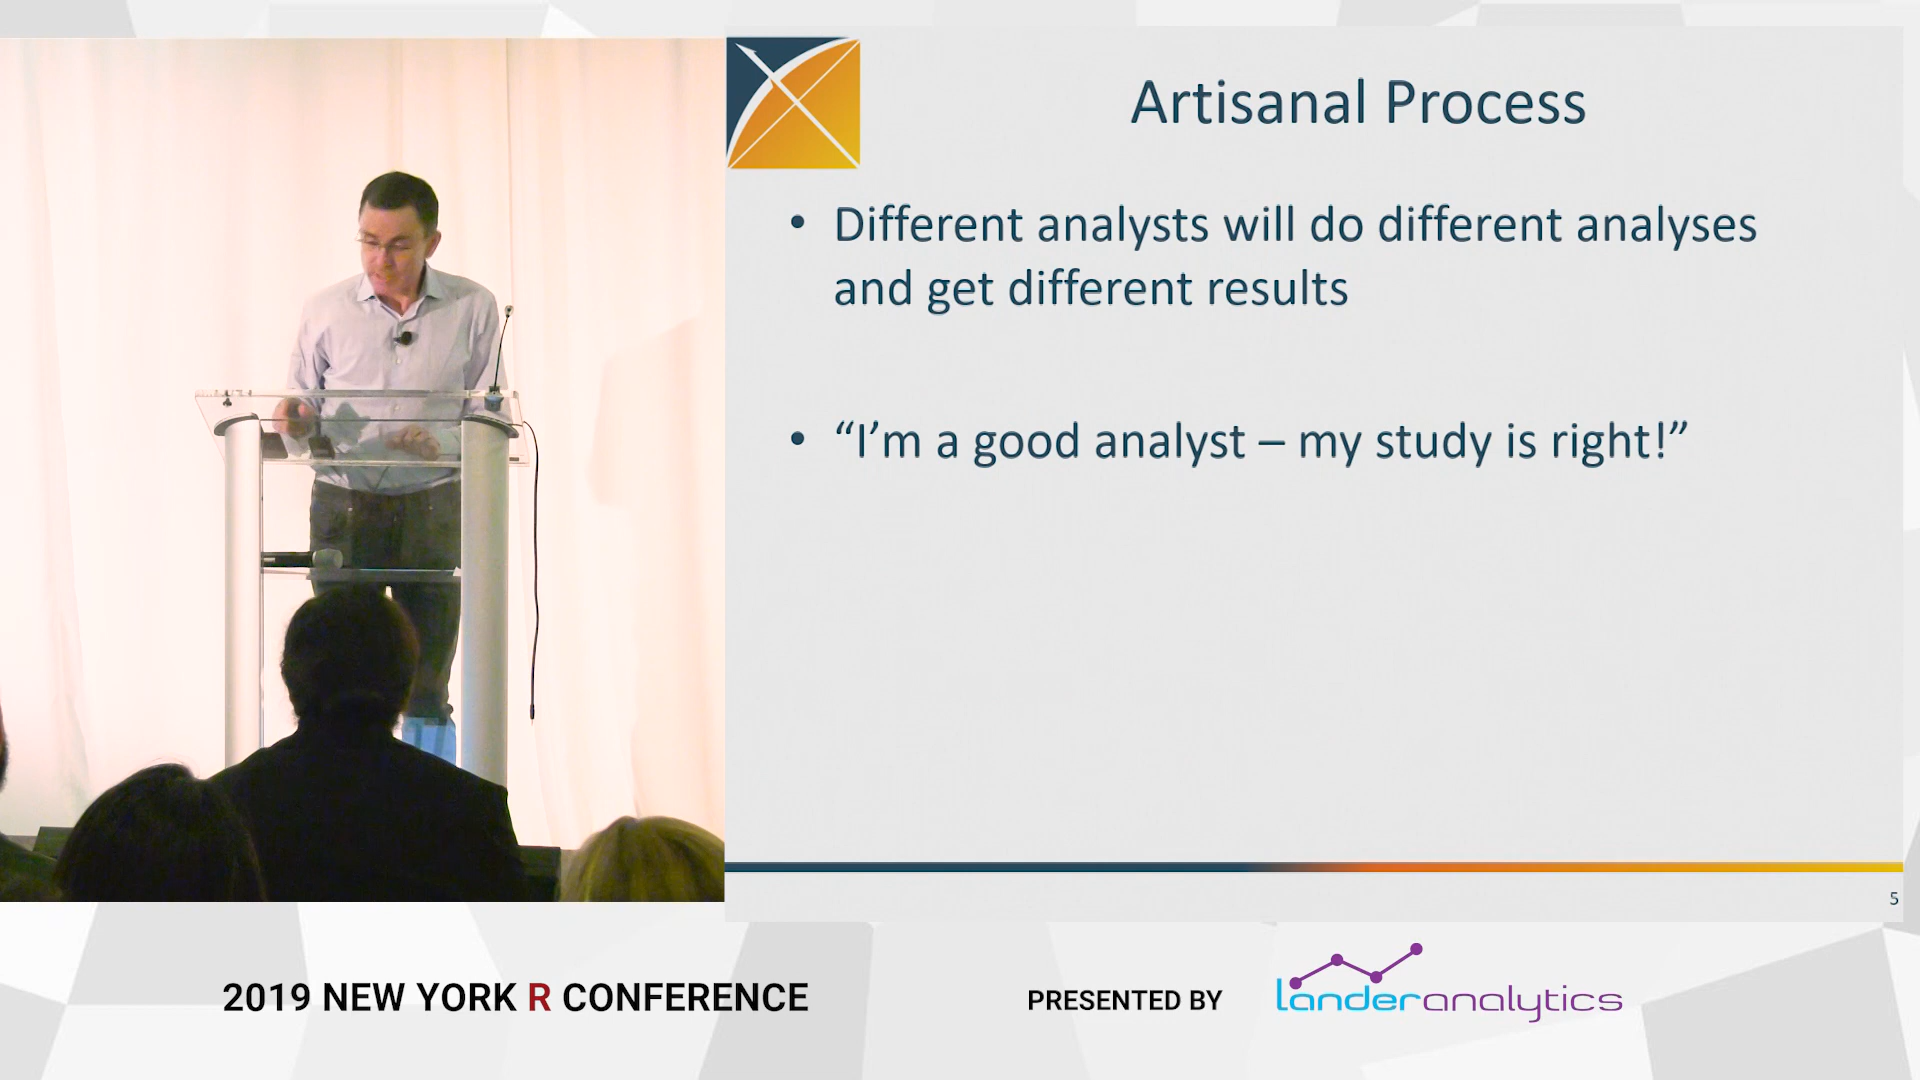 Artisanal Process
• Different analysts will do different analyses
and get different results
• “I’m a good analyst – my study is right!”
5
2019 NEW YORK R CONFERENCE
PRESENTED BY
landeranalytics